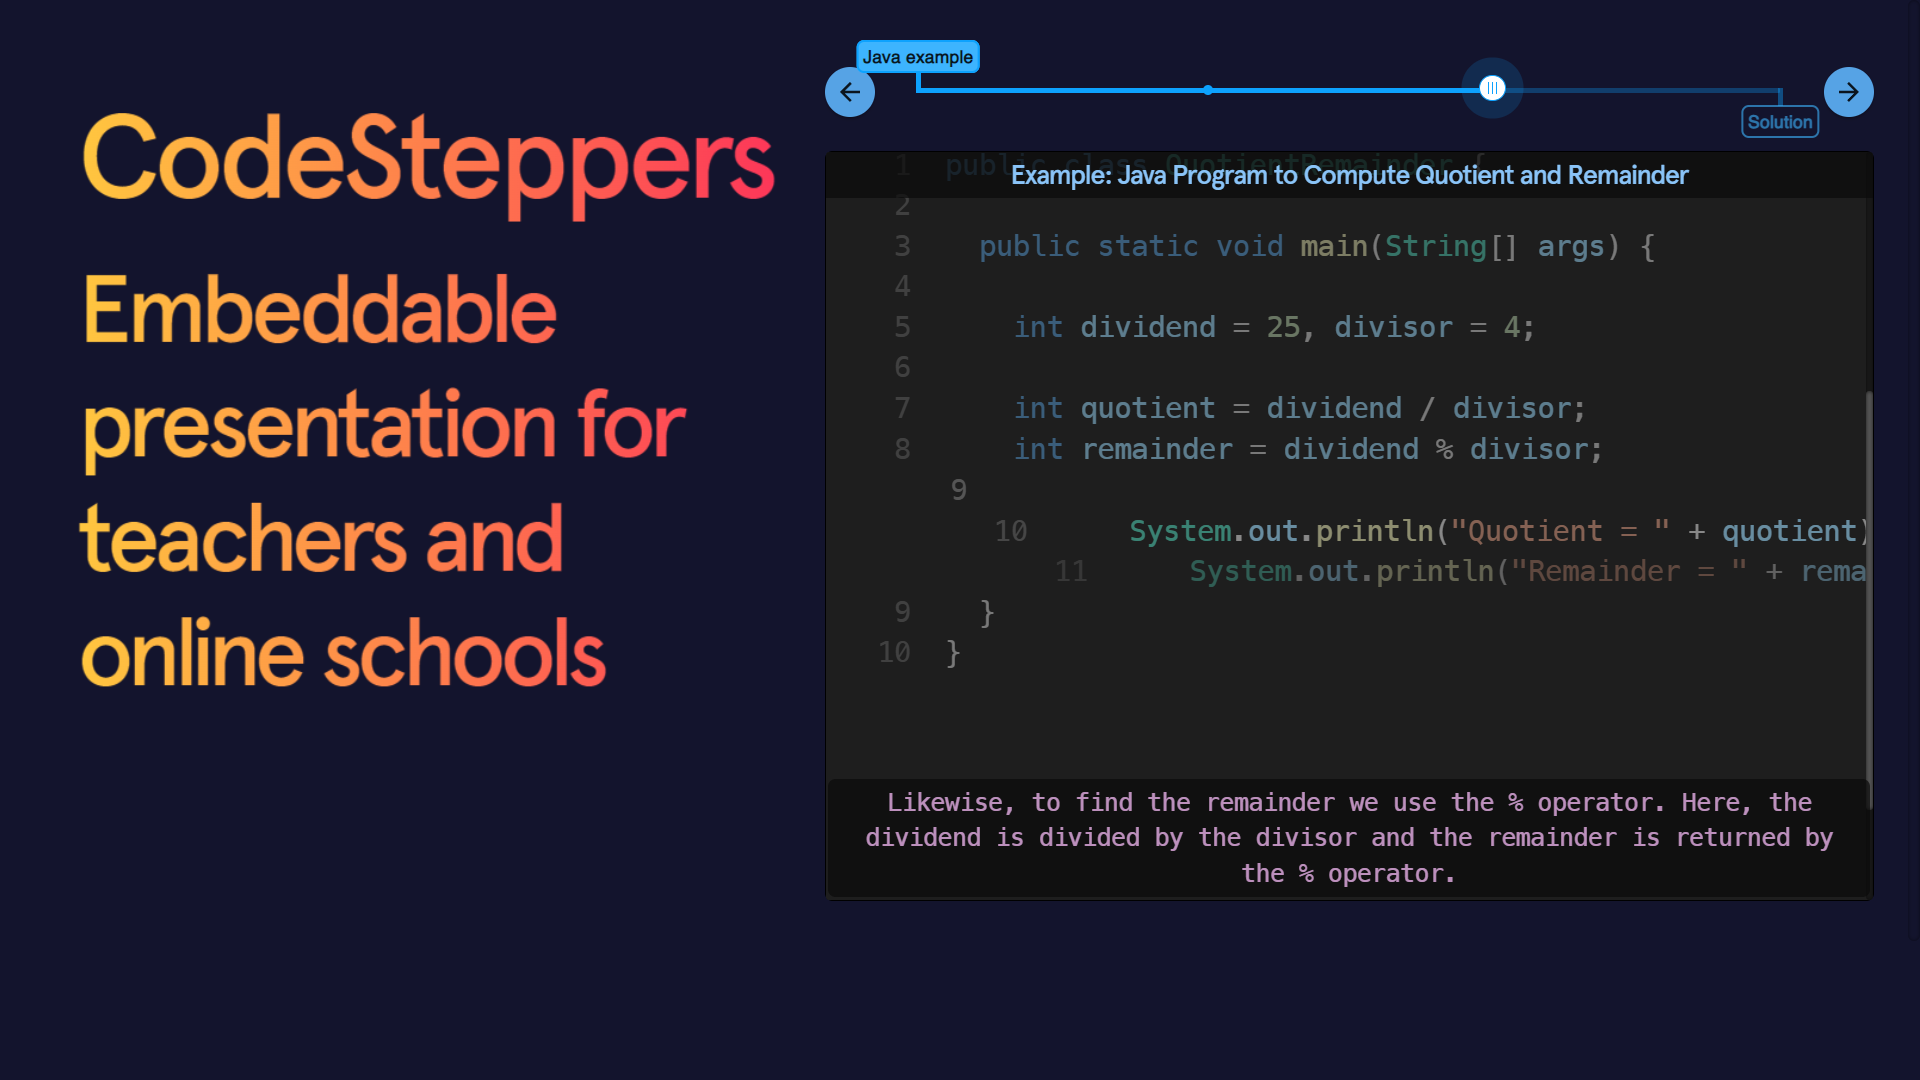 CodeSteppers
Embeddable
presentation for
teachers and
online schools
Java example
Solution
1 public class QuotientRemainder {
Example: Java Program to Compute Quotient and Remainder
2
3 public static void main(String[] args) {
4
5 int dividend = 25, divisor = 4;
6
7 int quotient = dividend / divisor;
8 int remainder = dividend % divisor;
9
10 System.out.println("Quotient = " + quotient)
11 System.out.println("Remainder = " + rema
9 }
10 }
Likewise, to find the remainder we use the % operator. Here, the
dividend is divided by the divisor and the remainder is returned by
the % operator.